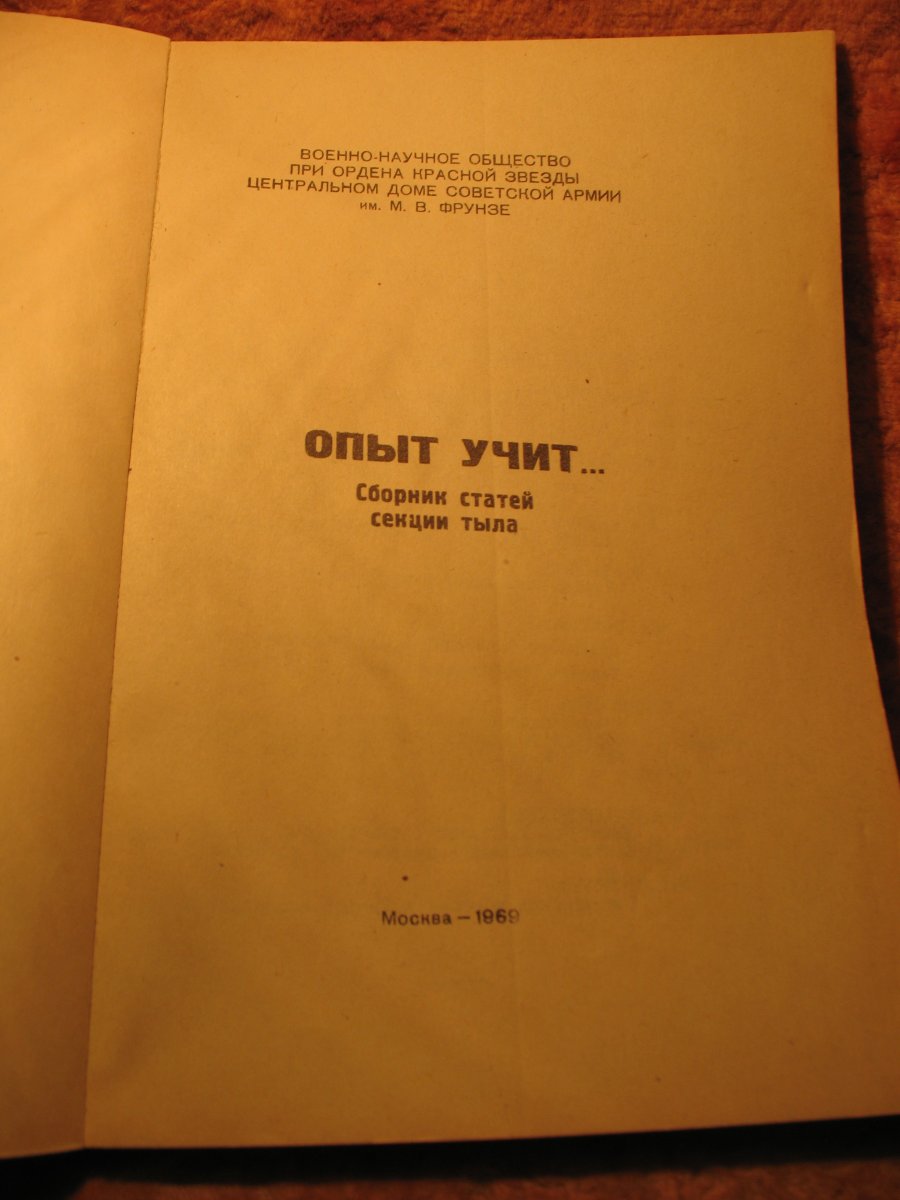 ВОЕННО-НАУЧНОЕ ОБЩЕСТВО
ПРИ ОРДЕНА КРАСНОЙ ЗВЕЗДЫ
ЦЕНТРАЛЬНОМ ДОМЕ СОВЕТСКОЙ АРМИИ
им. М. В. ФРУНЗЕ
ОПЫТ УЧИТ...
Сборник статей
секции тыла
Москва — 1969